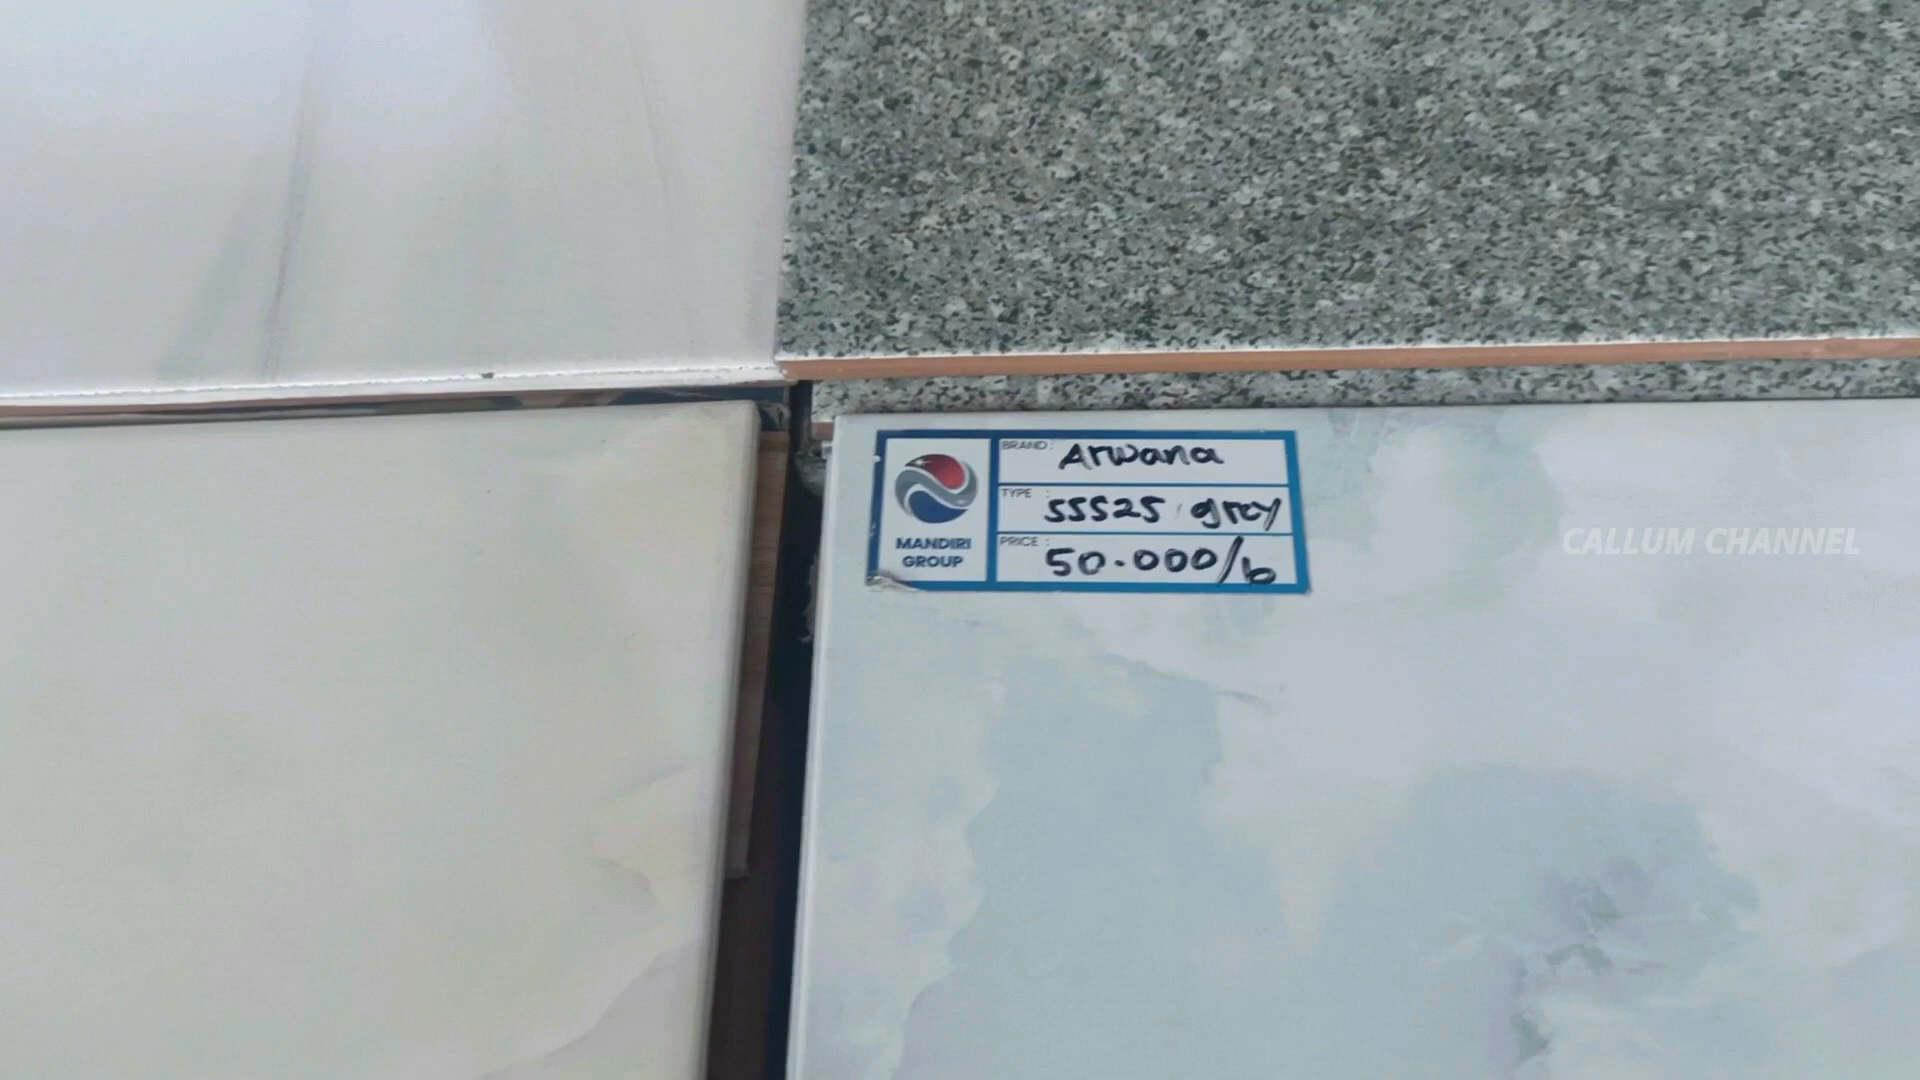 BRAND : Arwana
TYPE : 55525 grey
PRICE : 50.000/b
MANDIRI
GROUP
CALLUM CHANNEL